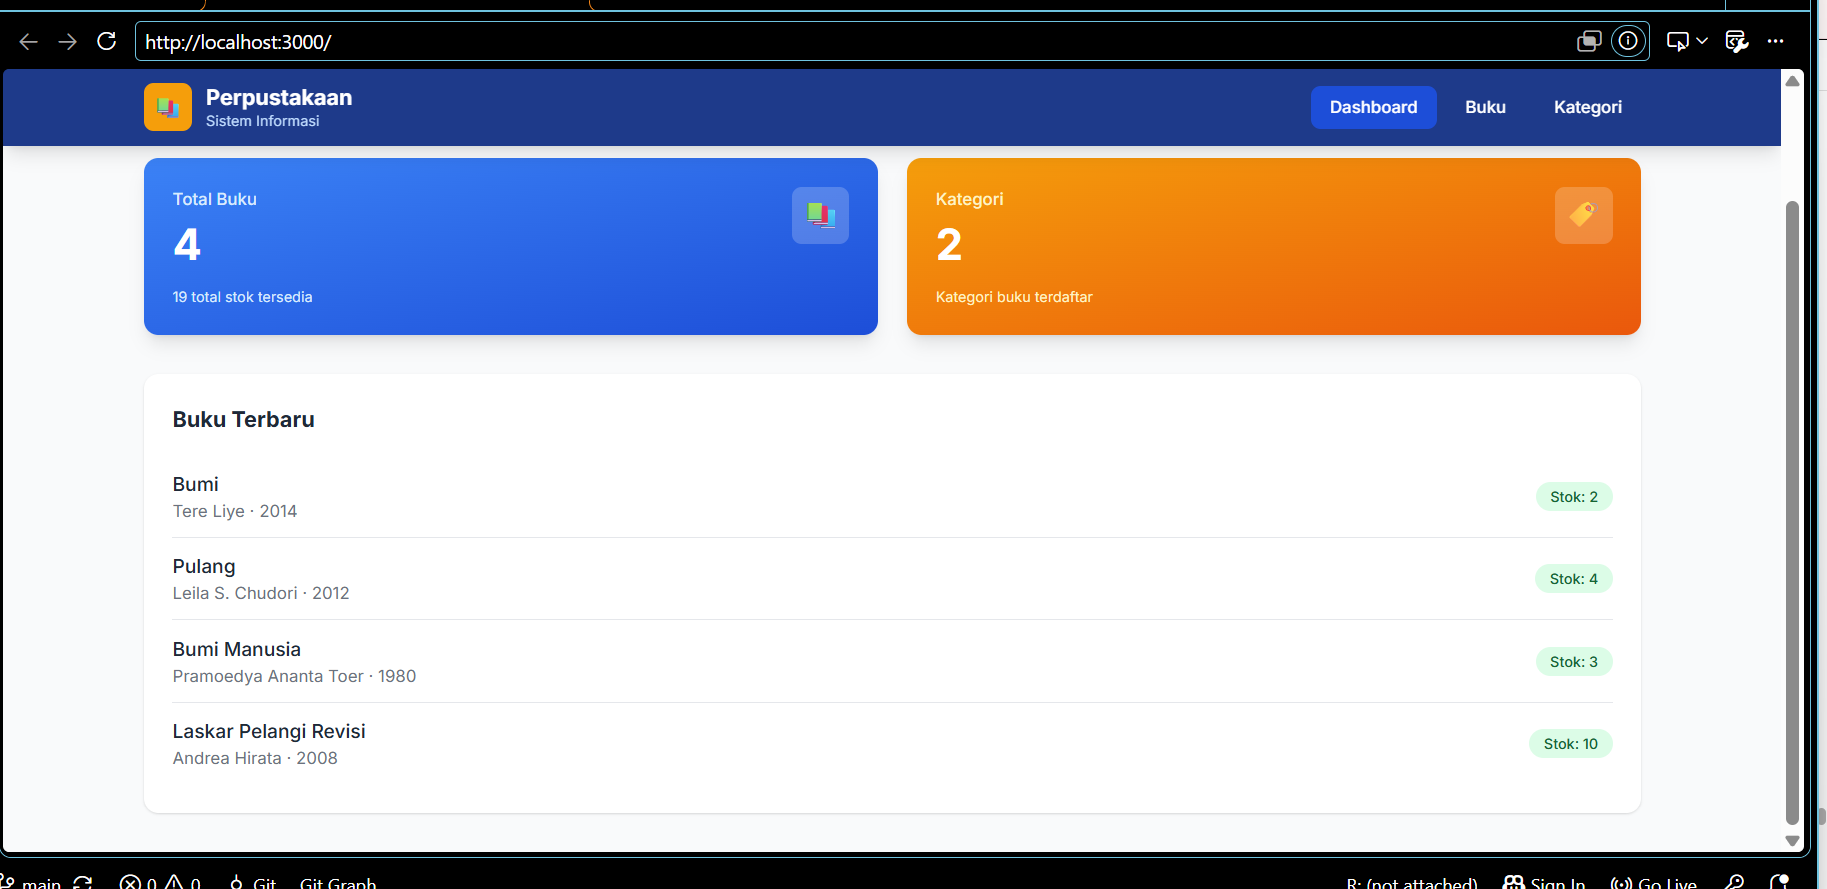 http://localhost:3000/
Perpustakaan
Sistem Informasi
Dashboard
Buku
Kategori
Total Buku
4
19 total stok tersedia
Kategori
2
Kategori buku terdaftar
Buku Terbaru
Bumi
Tere Liye · 2014
Stok: 2
Pulang
Leila S. Chudori · 2012
Stok: 4
Bumi Manusia
Pramoedya Ananta Toer · 1980
Stok: 3
Laskar Pelangi Revisi
Andrea Hirata · 2008
Stok: 10
main
0
0
Git
Git Graph
R: (not attached)
Sign In
Go Live